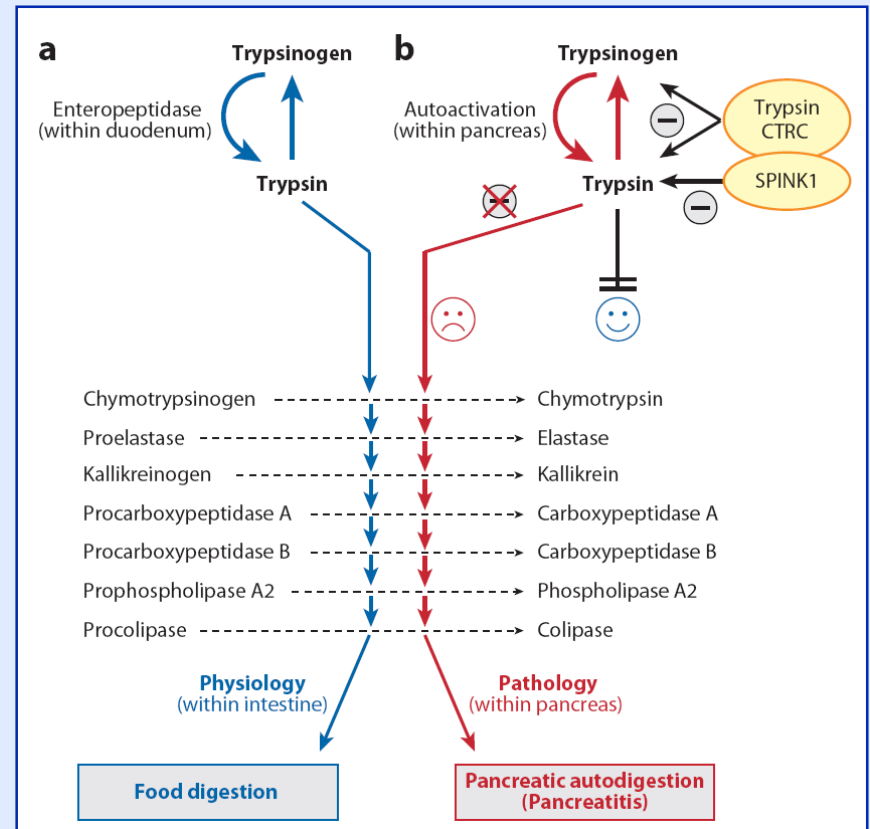 a
Trypsinogen
Enteropeptidase
(within duodenum)
Trypsin
b
Trypsinogen
Autoactivation
(within pancreas)
Trypsin
Trypsin
CTRC
SPINK1
Chymotrypsinogen
Chymotrypsin
Proelastase
Elastase
Kallikreinogen
Kallikrein
Procarboxypeptidase A
Carboxypeptidase A
Procarboxypeptidase B
Carboxypeptidase B
Prophospholipase A2
Phospholipase A2
Procolipase
Colipase
Physiology
(within intestine)
Pathology
(within pancreas)
Food digestion
Pancreatic autodigestion
(Pancreatitis)